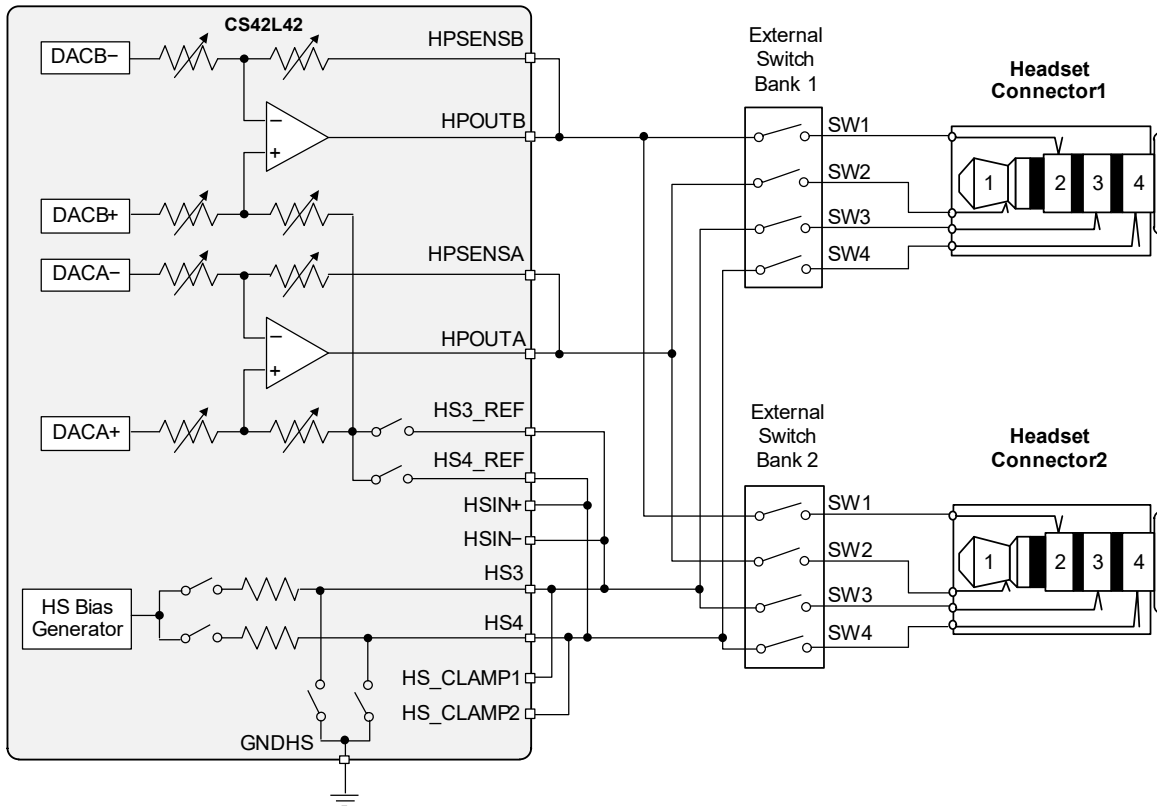 CS42L42
DACB−
HPSENSB
HPOUTB
DACB+
DACA−
HPSENSA
HPOUTA
DACA+
HS3_REF
HS4_REF
HSIN+
HSIN−
HS3
HS4
HS Bias
Generator
HS_CLAMP1
HS_CLAMP2
GNDHS
−
+
−
+
External
Switch
Bank 1
SW1
SW2
SW3
SW4
Headset
Connector1
1
2
3
4
External
Switch
Bank 2
SW1
SW2
SW3
SW4
Headset
Connector2
1
2
3
4